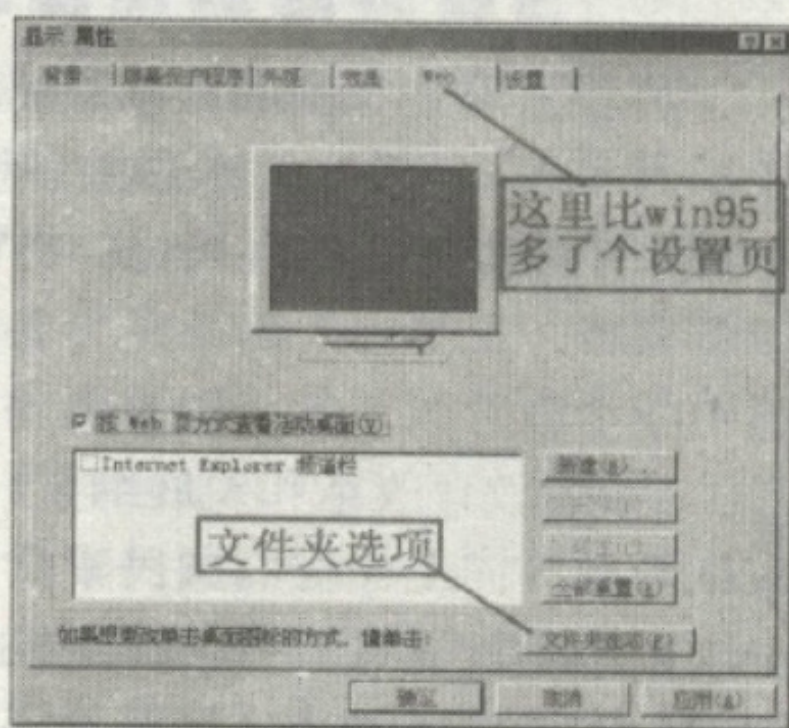 显示 属性
背景
屏幕保护程序
外观
效果
Web
设置
这里比win95
多了个设置页
按 Web 页方式查看活动桌面(V)
Internet Explorer 频道栏
新建(N)...
文件夹选项
全部重置(R)
如果想更改单击桌面图标的方式，请单击:
文件夹选项(F)
确定
取消
应用(A)